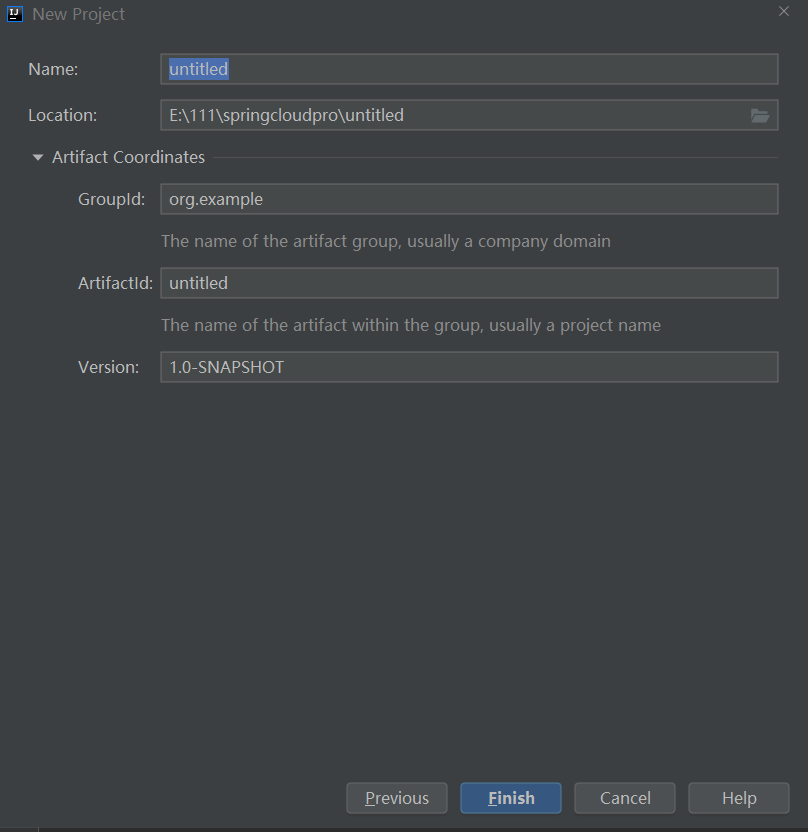 New Project
Name: untitled
Location: E:\111\springcloudpro\untitled
Artifact Coordinates
GroupId: org.example
The name of the artifact group, usually a company domain
ArtifactId: untitled
The name of the artifact within the group, usually a project name
Version: 1.0-SNAPSHOT
Previous Finish Cancel Help